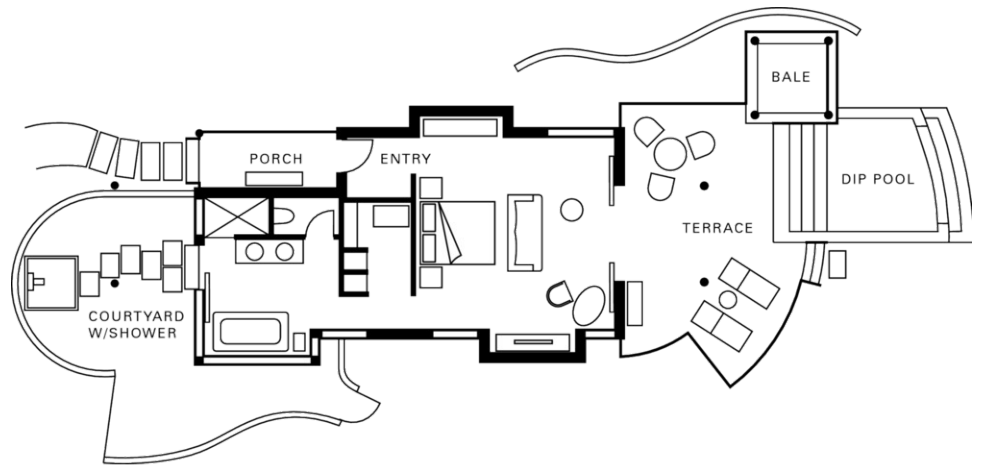 BALE
PORCH
ENTRY
DIP POOL
TERRACE
COURTYARD
W/SHOWER